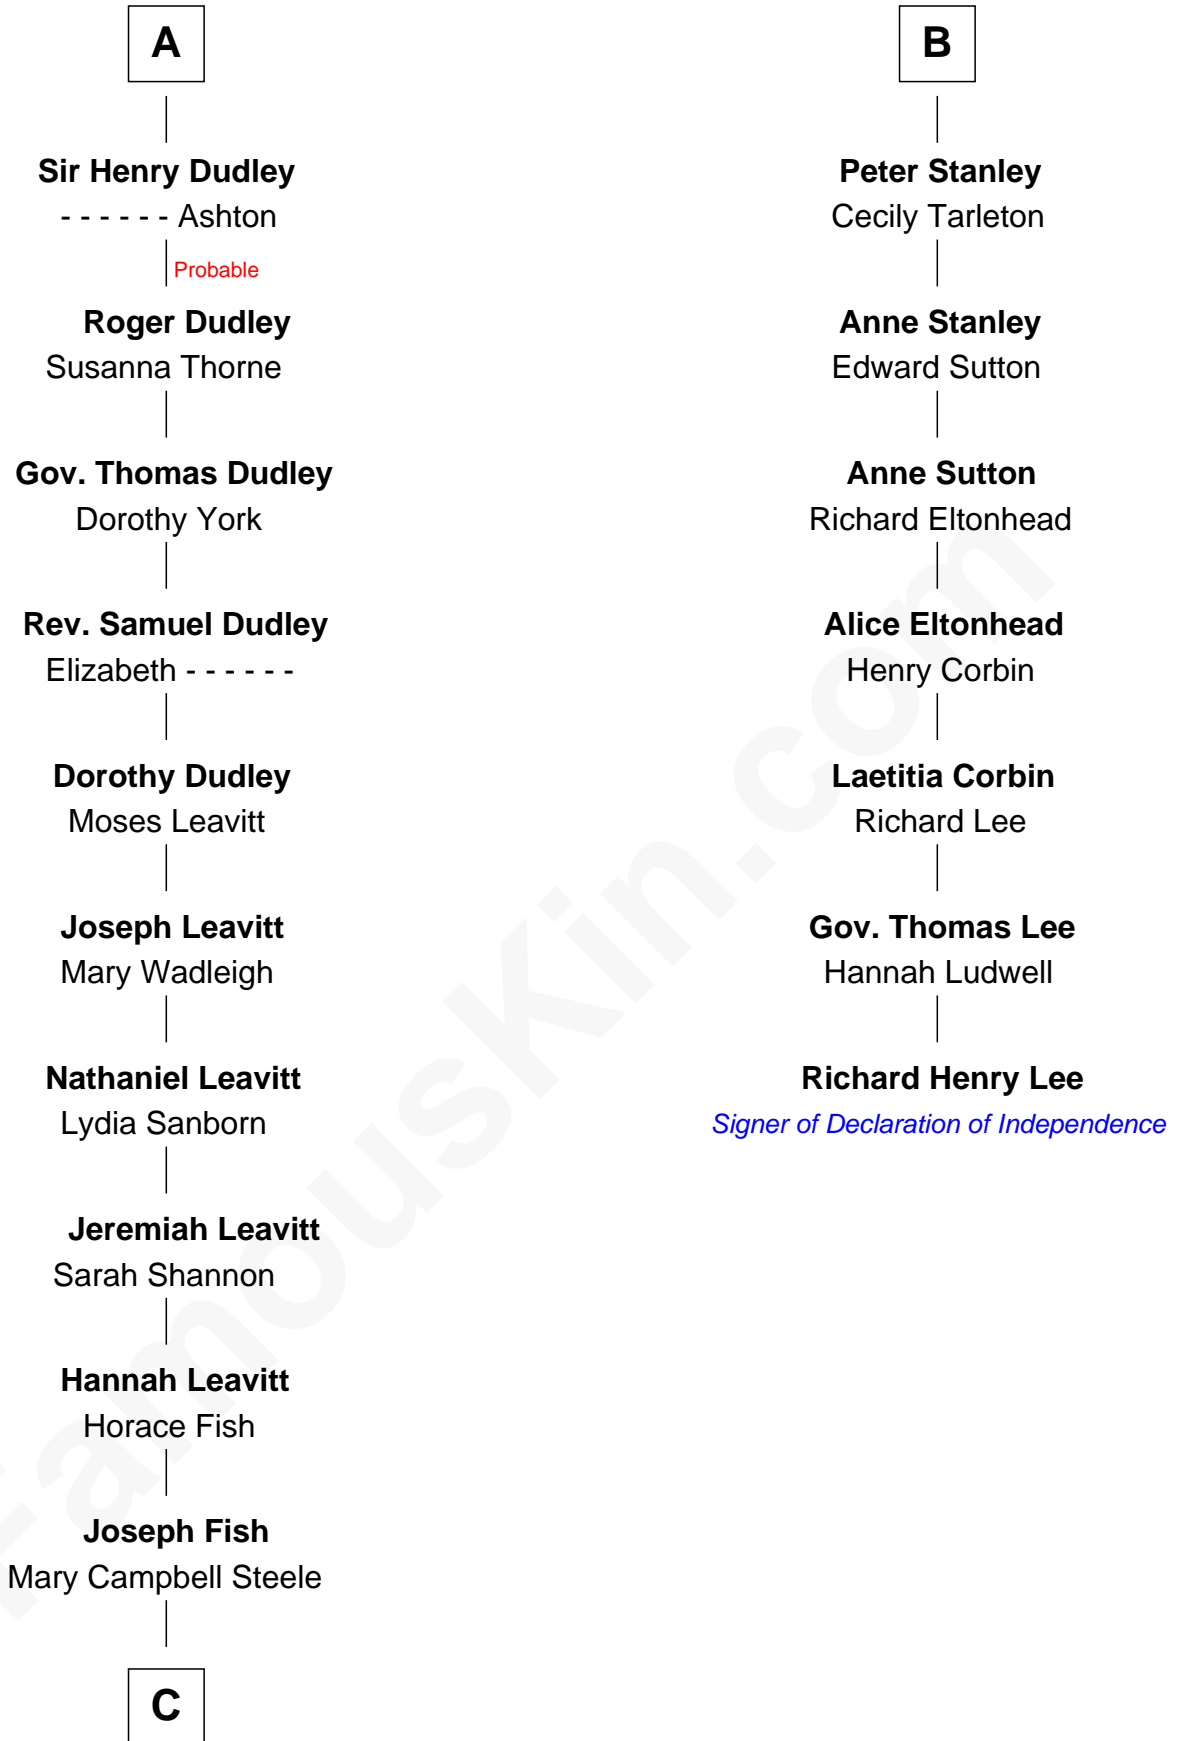 A
Sir Henry Dudley
- - - - - - Ashton
Probable
Roger Dudley
Susanna Thorne
Gov. Thomas Dudley
Dorothy York
Rev. Samuel Dudley
Elizabeth - - - - - -
Dorothy Dudley
Moses Leavitt
Joseph Leavitt
Mary Wadleigh
Nathaniel Leavitt
Lydia Sanborn
Jeremiah Leavitt
Sarah Shannon
Hannah Leavitt
Horace Fish
Joseph Fish
Mary Campbell Steele
C
B
Peter Stanley
Cecily Tarleton
Anne Stanley
Edward Sutton
Anne Sutton
Richard Eltonhead
Alice Eltonhead
Henry Corbin
Laetitia Corbin
Richard Lee
Gov. Thomas Lee
Hannah Ludwell
Richard Henry Lee
Signer of Declaration of Independence
FamousKin.com